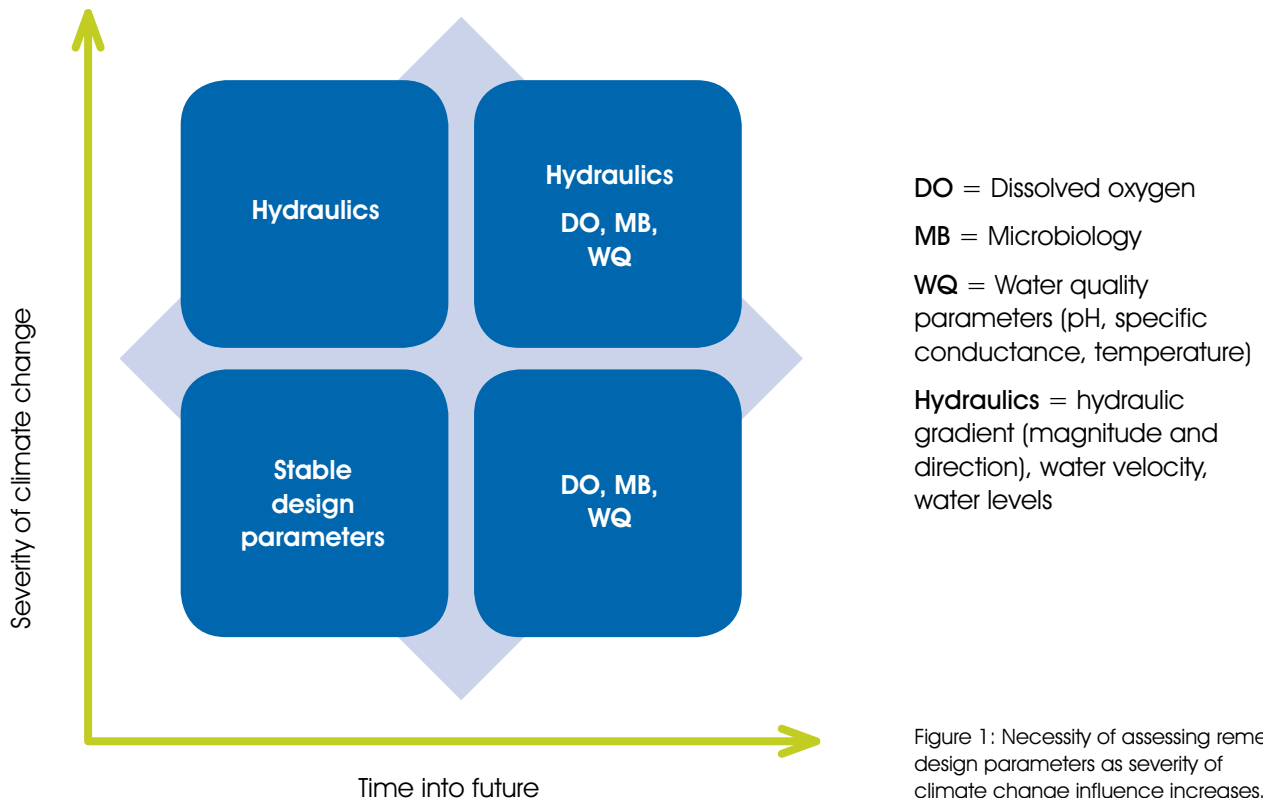 Severity of climate change
Hydraulics
Hydraulics
DO, MB,
WQ
Stable
design
parameters
DO, MB,
WQ
Time into future
DO = Dissolved oxygen
MB = Microbiology
WQ = Water quality
parameters (pH, specific
conductance, temperature)
Hydraulics = hydraulic
gradient (magnitude and
direction), water velocity,
water levels
Figure 1: Necessity of assessing
design parameters as severity of
climate change influence increases.